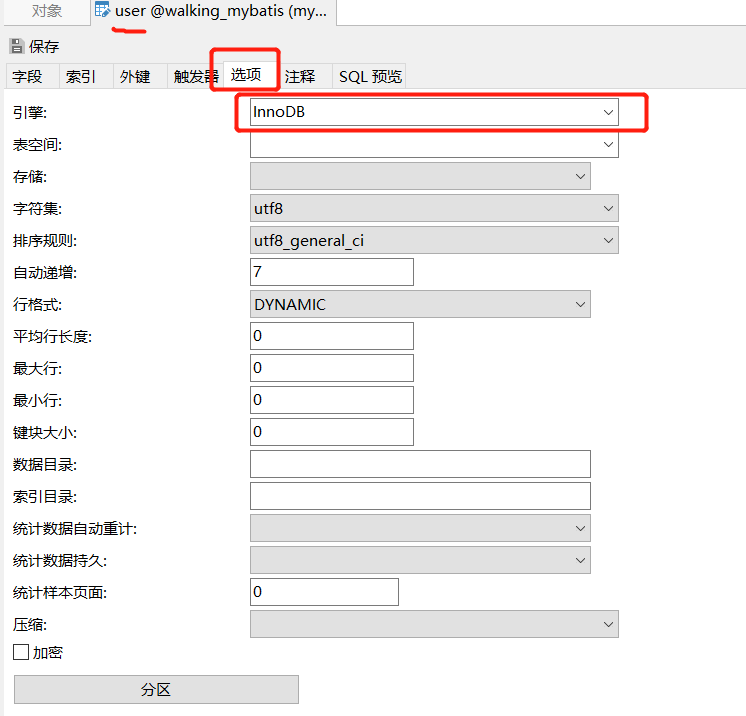 对象 user @walking_mybatis (my...
保存
字段 索引 外键 触发器 选项 注释 SQL 预览
引擎: InnoDB
表空间:
存储:
字符集: utf8
排序规则: utf8_general_ci
自动递增: 7
行格式: DYNAMIC
平均行长度: 0
最大行: 0
最小行: 0
键块大小: 0
数据目录:
索引目录:
统计数据自动重计:
统计数据持久:
统计样本页面: 0
压缩:
加密
分区